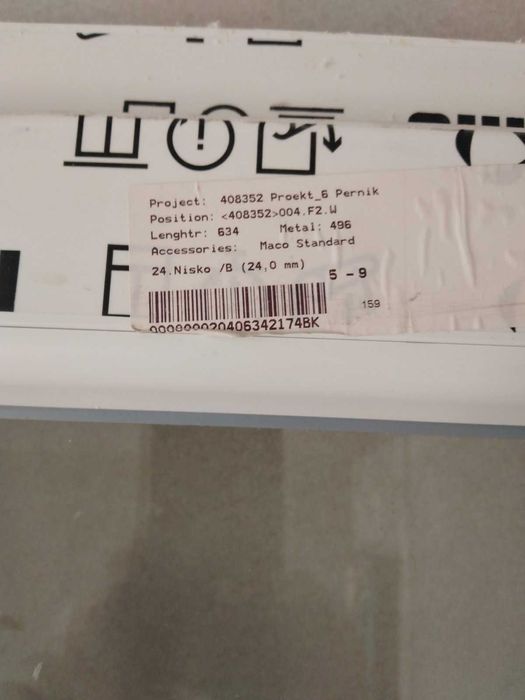 Project: 408352 Proekt_6 Pernik
Position: <408352>004.F2.W
Lenghtr: 634 Metal: 496
Accessories: Maco Standard
24.Nisko /B (24,0 mm)
5 - 9
159
000800020406342174BK